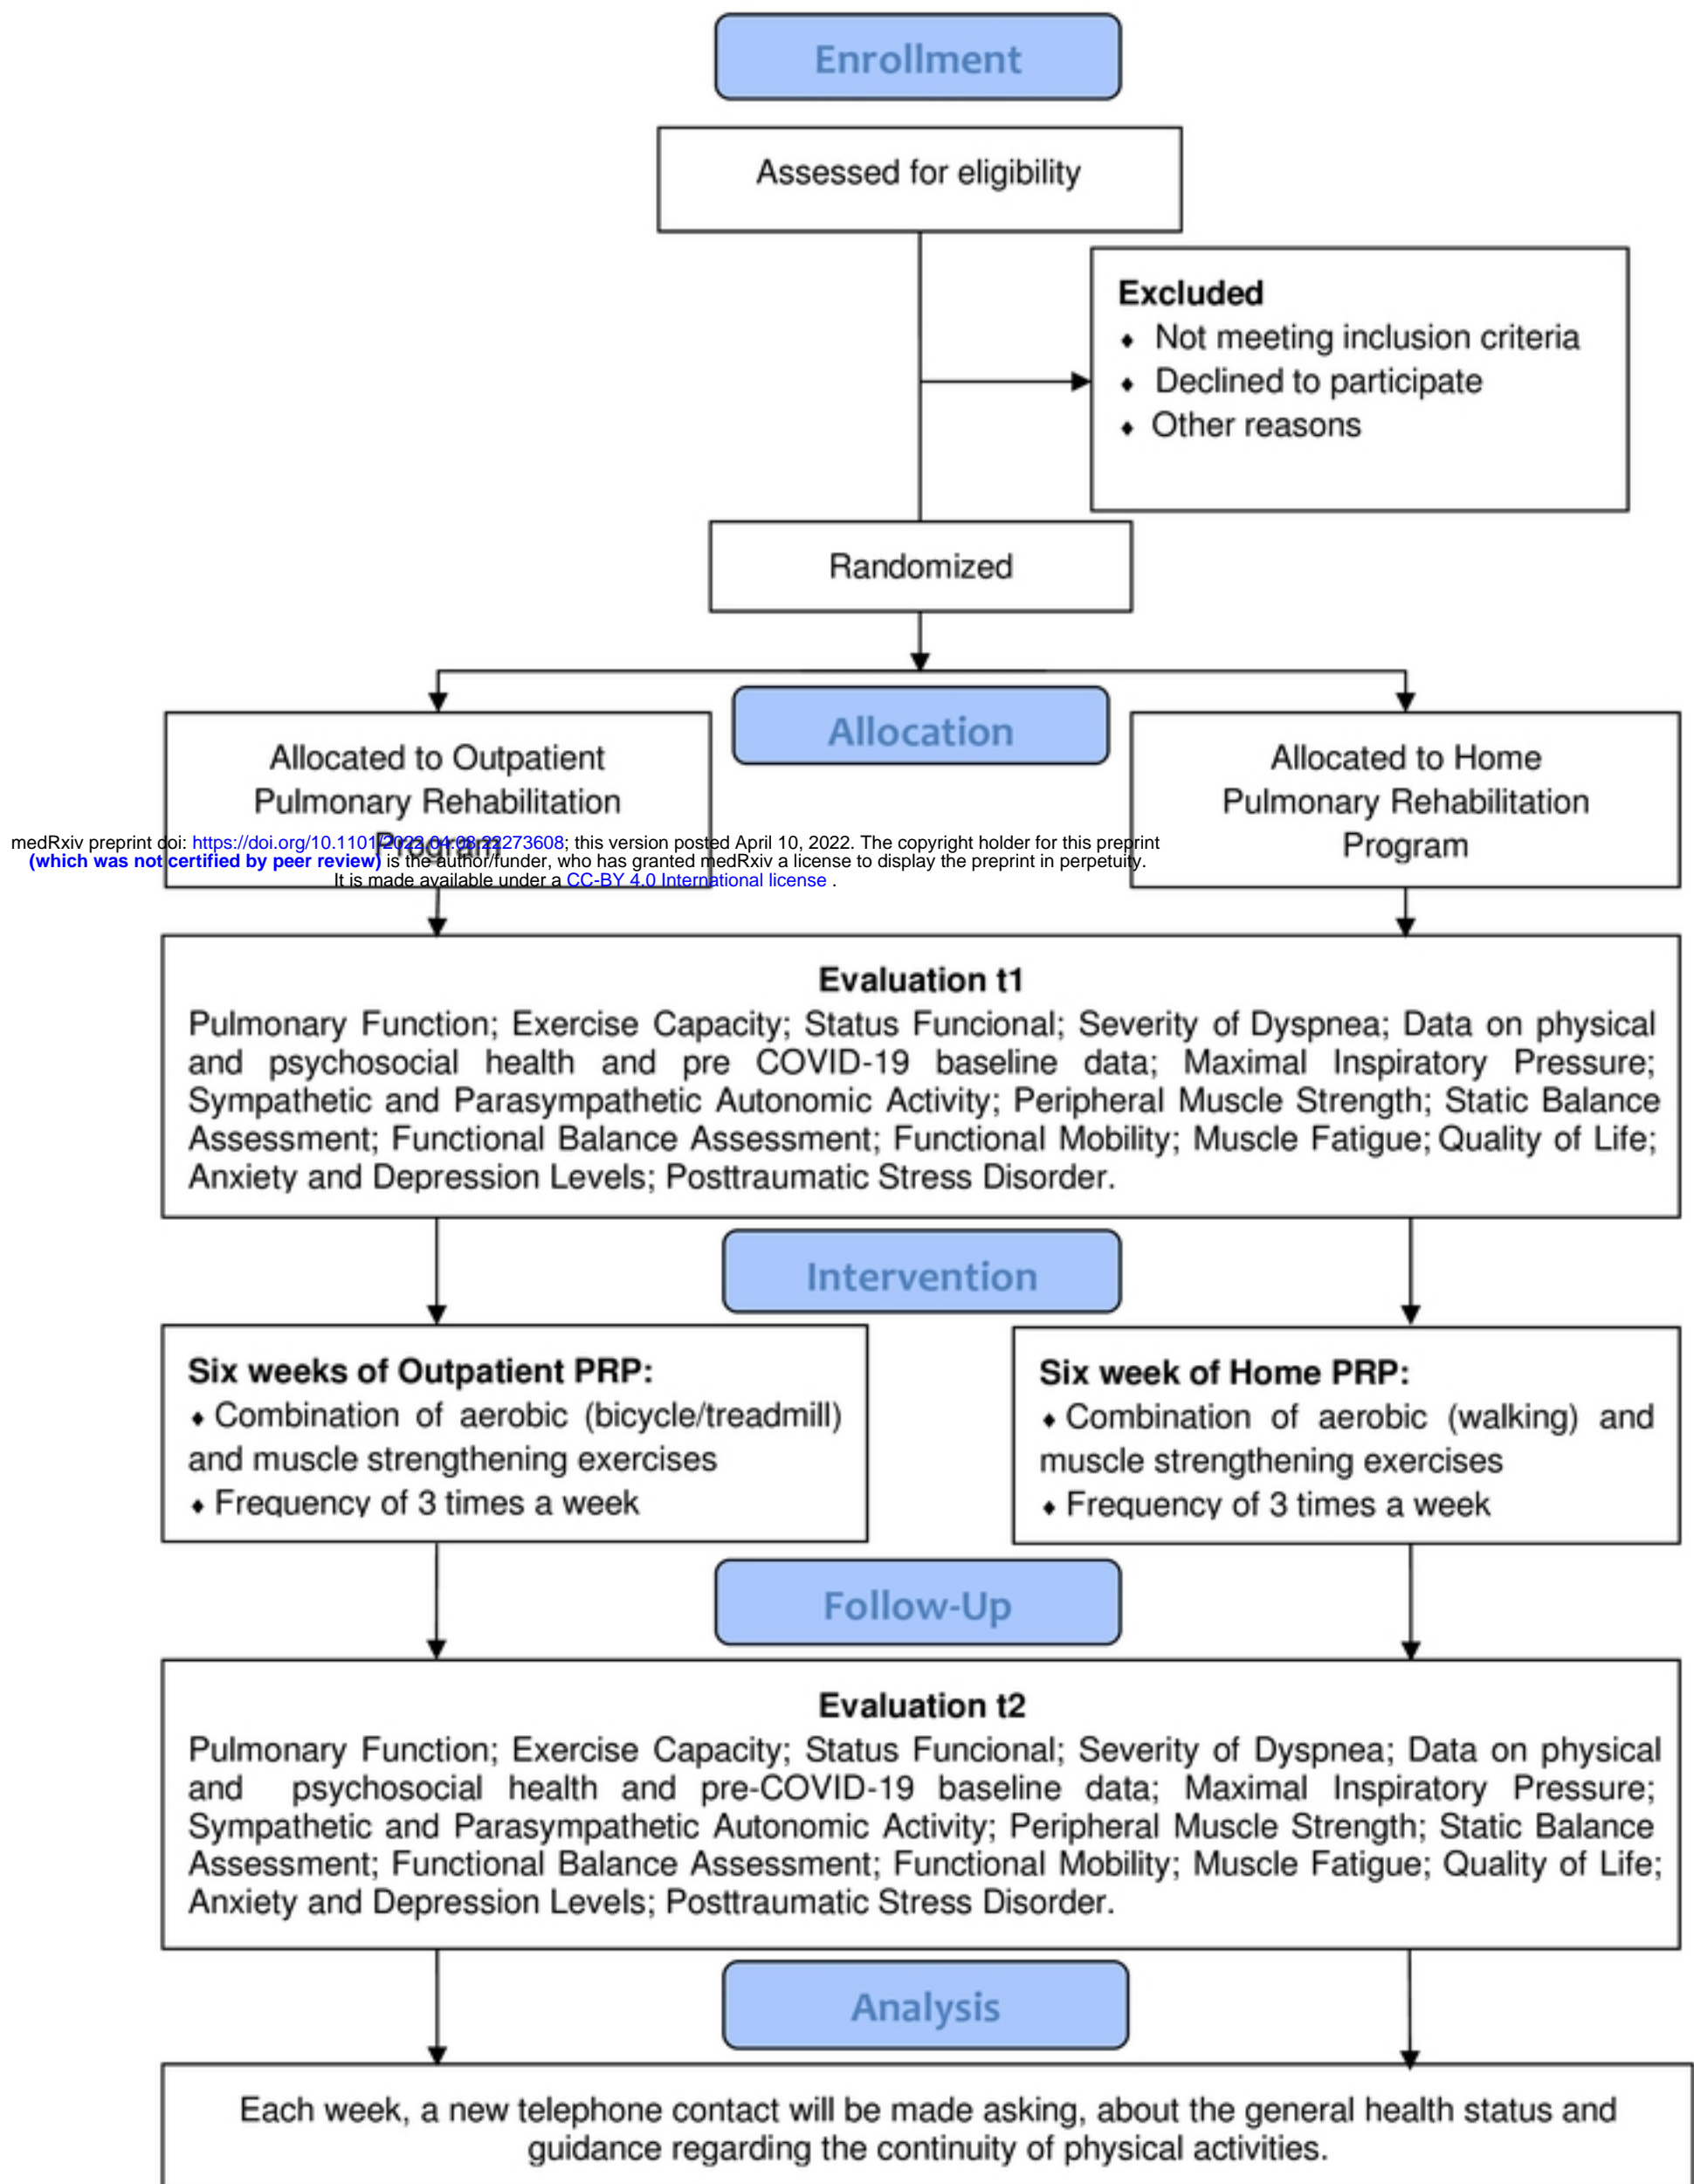 Enrollment
Assessed for eligibility
Excluded
♦ Not meeting inclusion criteria
♦ Declined to participate
♦ Other reasons
Randomized
Allocation
Allocated to Outpatient
Pulmonary Rehabilitation
Program
Allocated to Home
Pulmonary Rehabilitation
Program
medRxiv preprint doi: https://doi.org/10.1101/2022.04.08.22273608; this version posted April 10, 2022. The copyright holder for this preprint
(which was not certified by peer review) is the author/funder, who has granted medRxiv a license to display the preprint in perpetuity.
It is made available under a CC-BY 4.0 International license .
Evaluation t1
Pulmonary Function; Exercise Capacity; Status Funcional; Severity of Dyspnea; Data on physical
and psychosocial health and pre COVID-19 baseline data; Maximal Inspiratory Pressure;
Sympathetic and Parasympathetic Autonomic Activity; Peripheral Muscle Strength; Static Balance
Assessment; Functional Balance Assessment; Functional Mobility; Muscle Fatigue; Quality of Life;
Anxiety and Depression Levels; Posttraumatic Stress Disorder.
Intervention
Six weeks of Outpatient PRP:
♦ Combination of aerobic (bicycle/treadmill)
and muscle strengthening exercises
♦ Frequency of 3 times a week
Six week of Home PRP:
♦ Combination of aerobic (walking) and
muscle strengthening exercises
♦ Frequency of 3 times a week
Follow-Up
Evaluation t2
Pulmonary Function; Exercise Capacity; Status Funcional; Severity of Dyspnea; Data on physical
and psychosocial health and pre-COVID-19 baseline data; Maximal Inspiratory Pressure;
Sympathetic and Parasympathetic Autonomic Activity; Peripheral Muscle Strength; Static Balance
Assessment; Functional Balance Assessment; Functional Mobility; Muscle Fatigue; Quality of Life;
Anxiety and Depression Levels; Posttraumatic Stress Disorder.
Analysis
Each week, a new telephone contact will be made asking, about the general health status and
guidance regarding the continuity of physical activities.